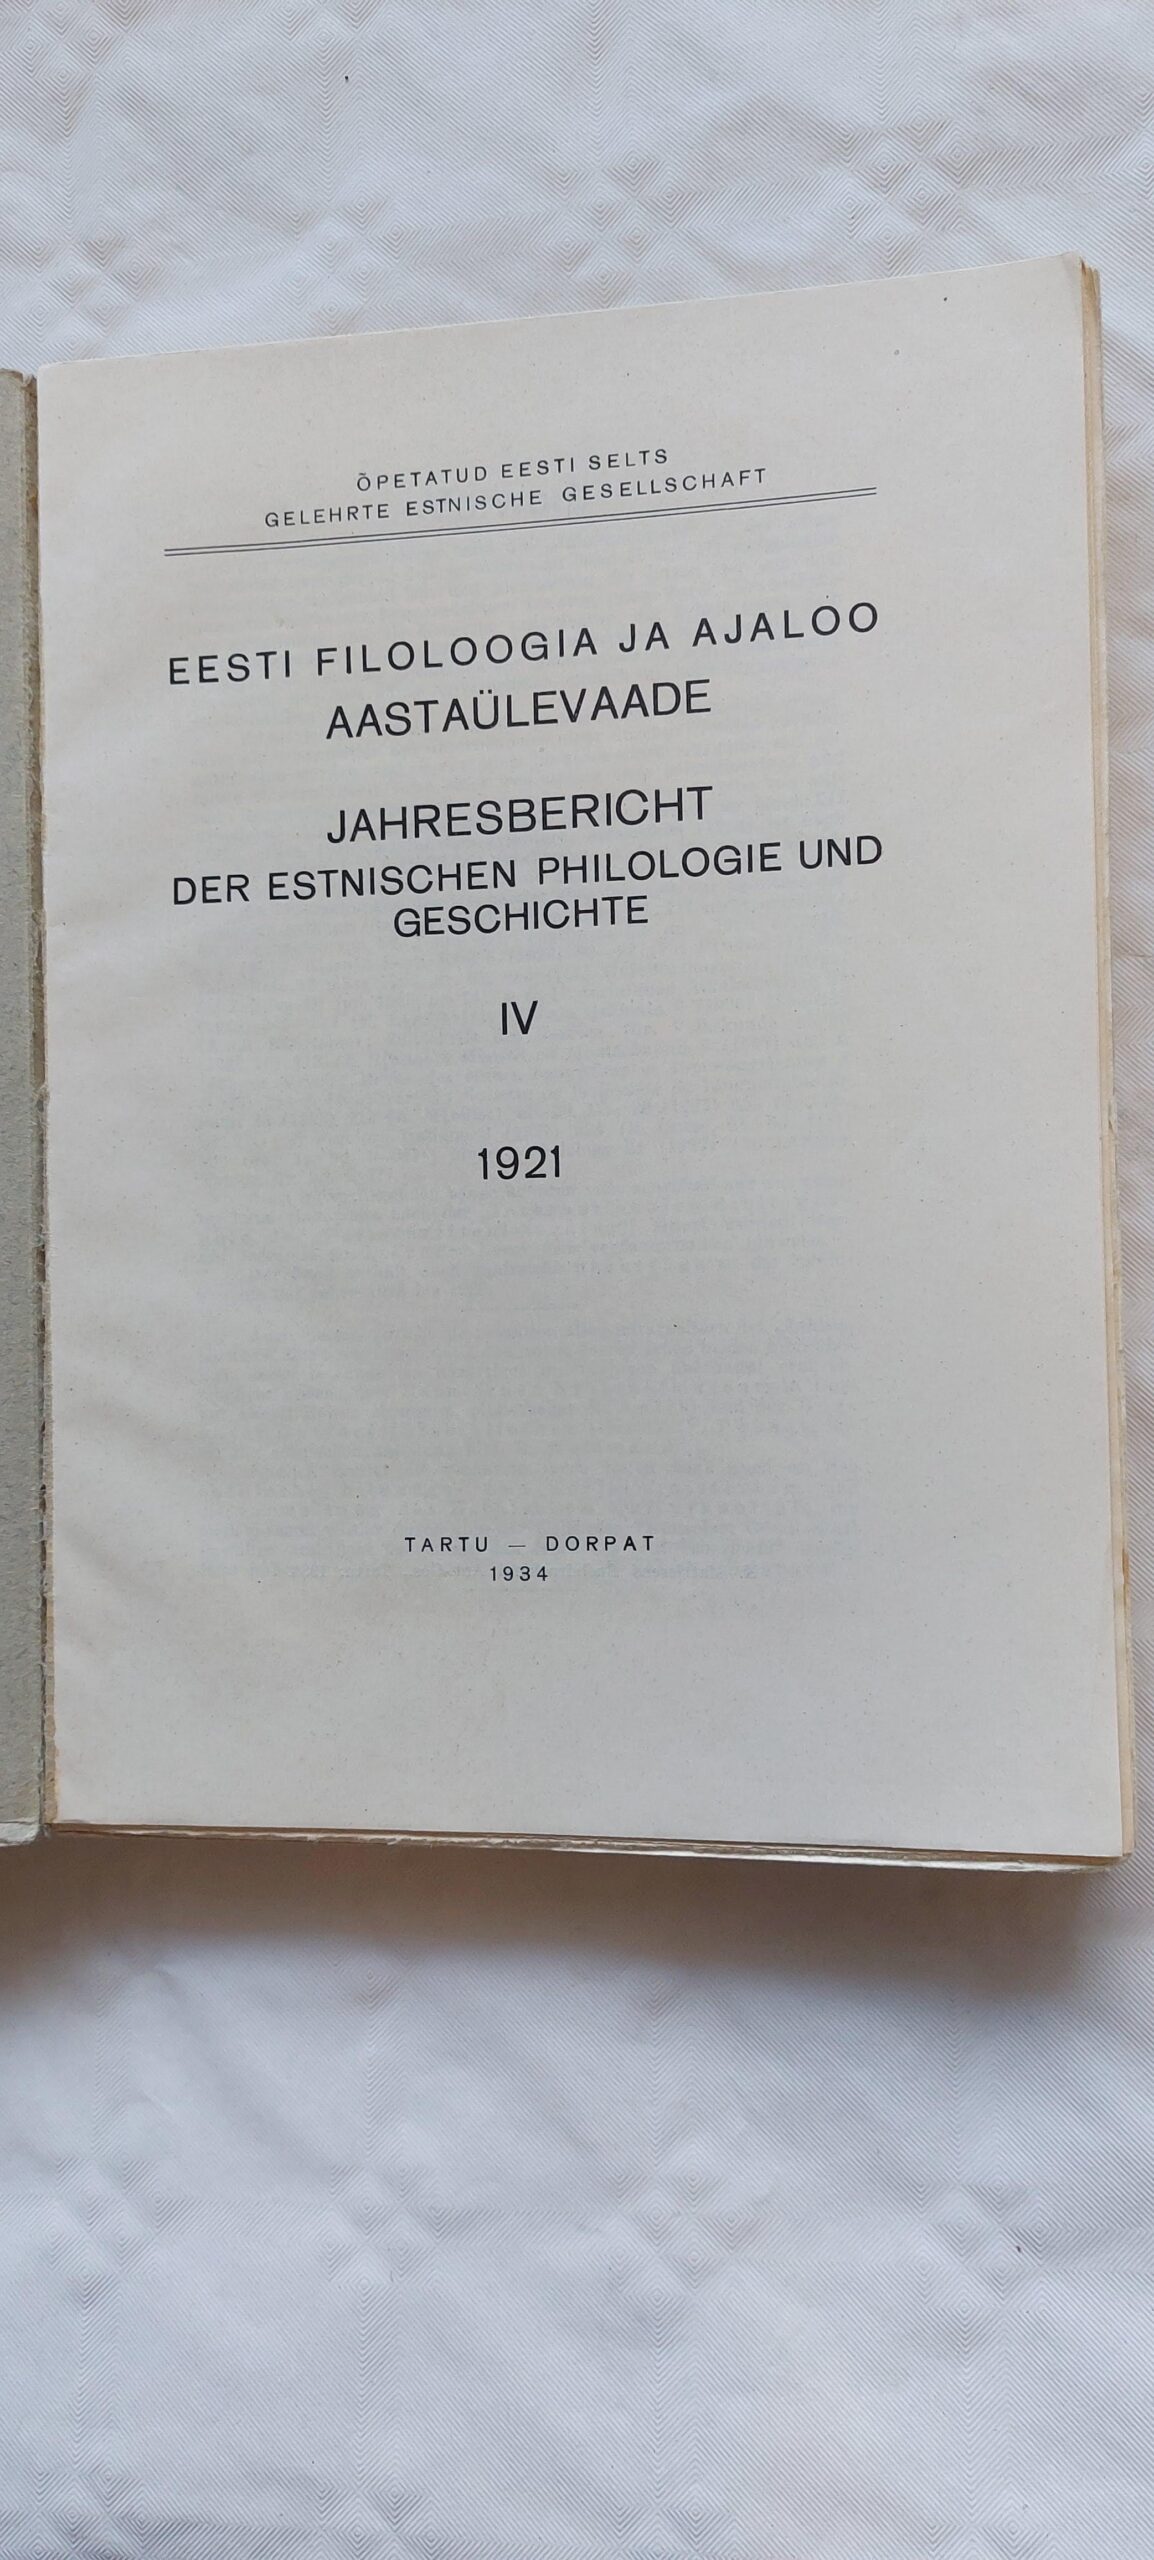 ÕPETATUD EESTI SELTS
GELEHRTE ESTNISCHE GESELLSCHAFT
EESTI FILOLOOGIA JA AJALOO
AASTAÜLEVAADE
JAHRESBERICHT
DER ESTNISCHEN PHILOLOGIE UND
GESCHICHTE
IV
1921
TARTU — DORPAT
1934